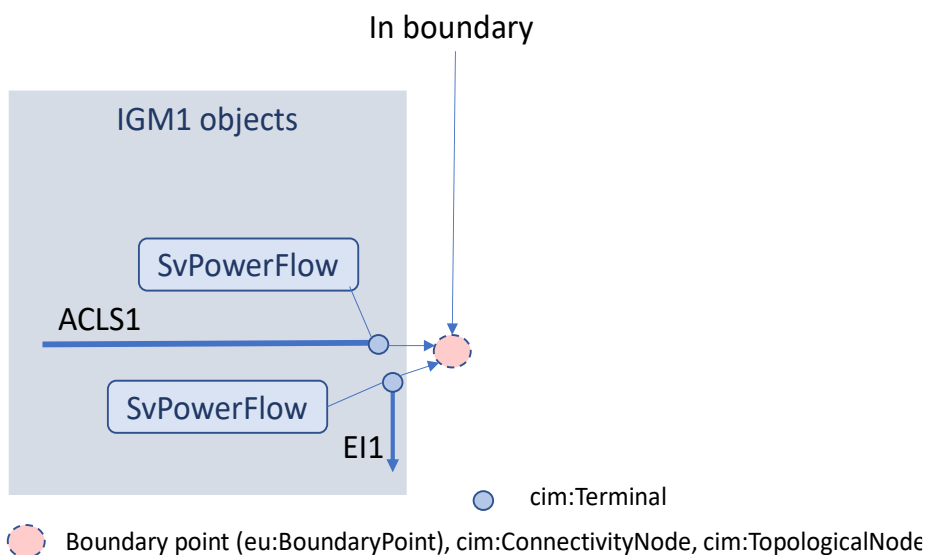 In boundary
IGM1 objects
SvPowerFlow
ACLS1
SvPowerFlow
EI1
cim:Terminal
Boundary point (eu:BoundaryPoint), cim:ConnectivityNode, cim:TopologicalNode